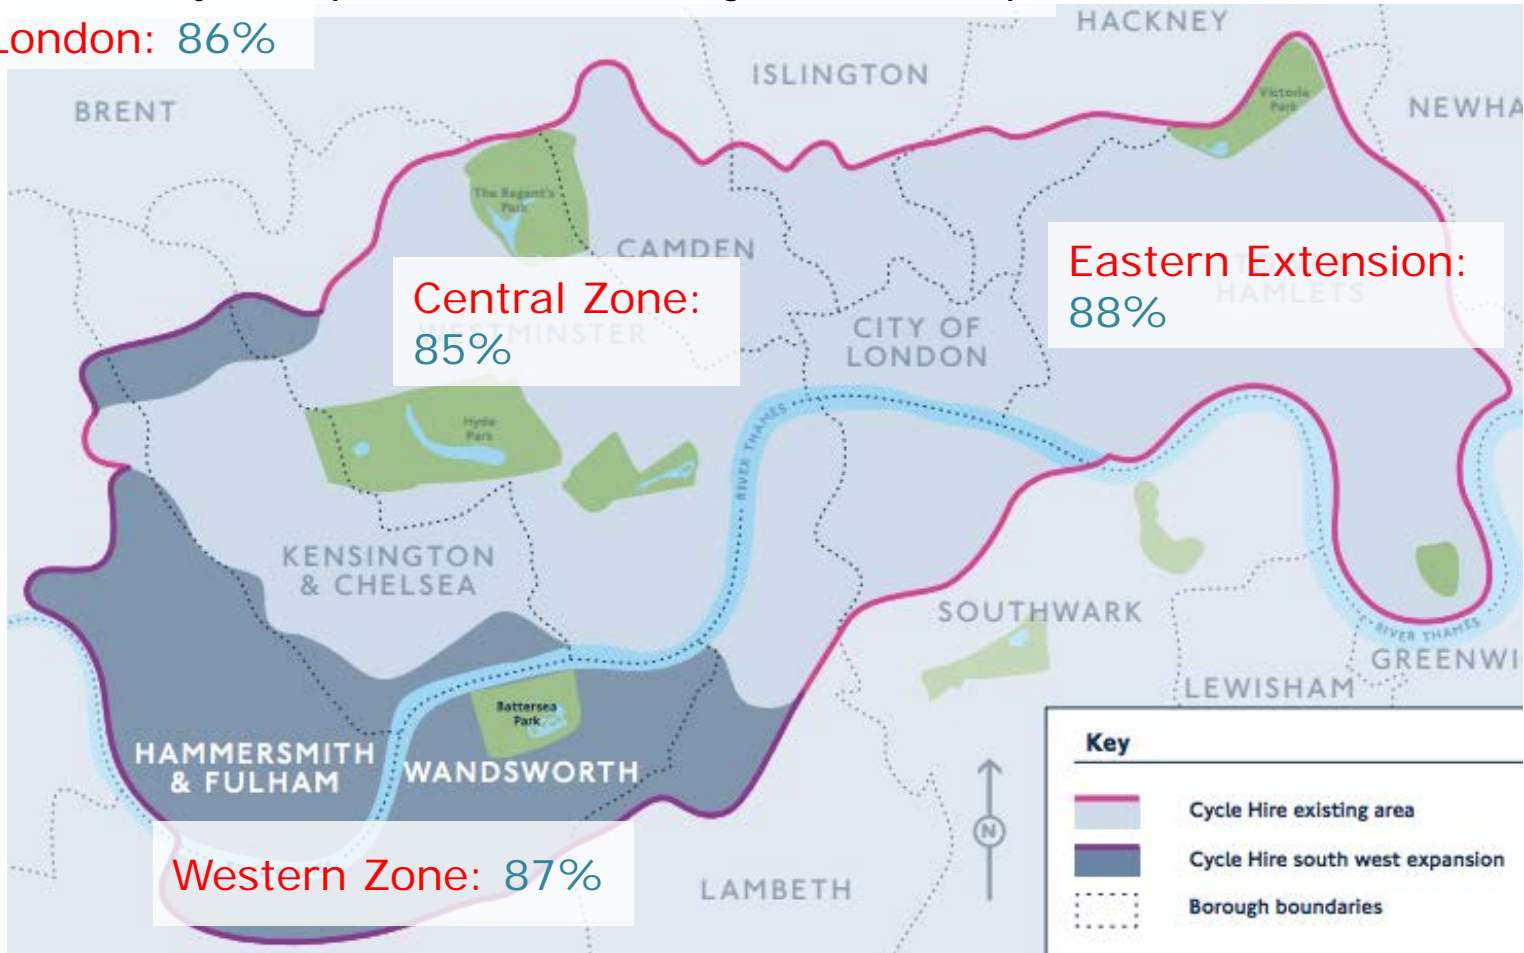 London: 86%
HACKNEY
ISLINGTON
BRENT
Victoria
Park
NEWHA
The Regent's
Park
CAMDEN
Eastern Extension:
88%
HAMLETS
Central Zone:
85%
WESTMINSTER
CITY OF
LONDON
Hyde
Park
RIVER THAMES
KENSINGTON
& CHELSEA
SOUTHWARK
RIVER THAMES
GREENWI
LEWISHAM
Battersea
Park
HAMMERSMITH
& FULHAM
WANDSWORTH
Western Zone: 87%
LAMBETH
N
Key
Cycle Hire existing area
Cycle Hire south west expansion
Borough boundaries